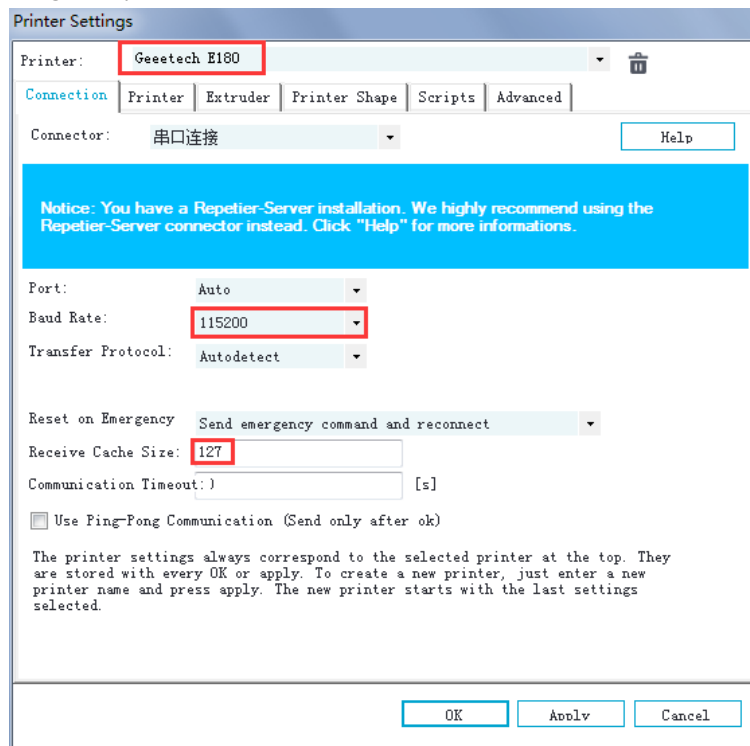 Printer Settings
Printer: Geeetech E180
Connection Printer Extruder Printer Shape Scripts Advanced
Connector: 串口连接 Help
Notice: You have a Repetier-Server installation. We highly recommend using the
Repetier-Server connector instead. Click "Help" for more informations.
Port: Auto
Baud Rate: 115200
Transfer Protocol: Autodetect
Reset on Emergency Send emergency command and reconnect
Receive Cache Size: 127
Communication Timeout:) [s]
Use Ping-Pong Communication (Send only after ok)
The printer settings always correspond to the selected printer at the top. They
are stored with every OK or apply. To create a new printer, just enter a new
printer name and press apply. The new printer starts with the last settings
selected.
OK Apply Cancel